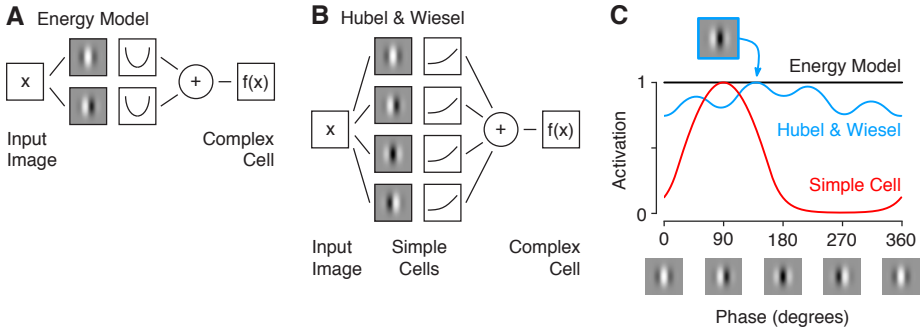 A Energy Model
x
+
f(x)
Input
Image
Complex
Cell
B Hubel & Wiesel
x
+
f(x)
Input
Image
Simple
Cells
Complex
Cell
C
Activation
1
0
Energy Model
Hubel & Wiesel
Simple Cell
0 90 180 270 360
Phase (degrees)